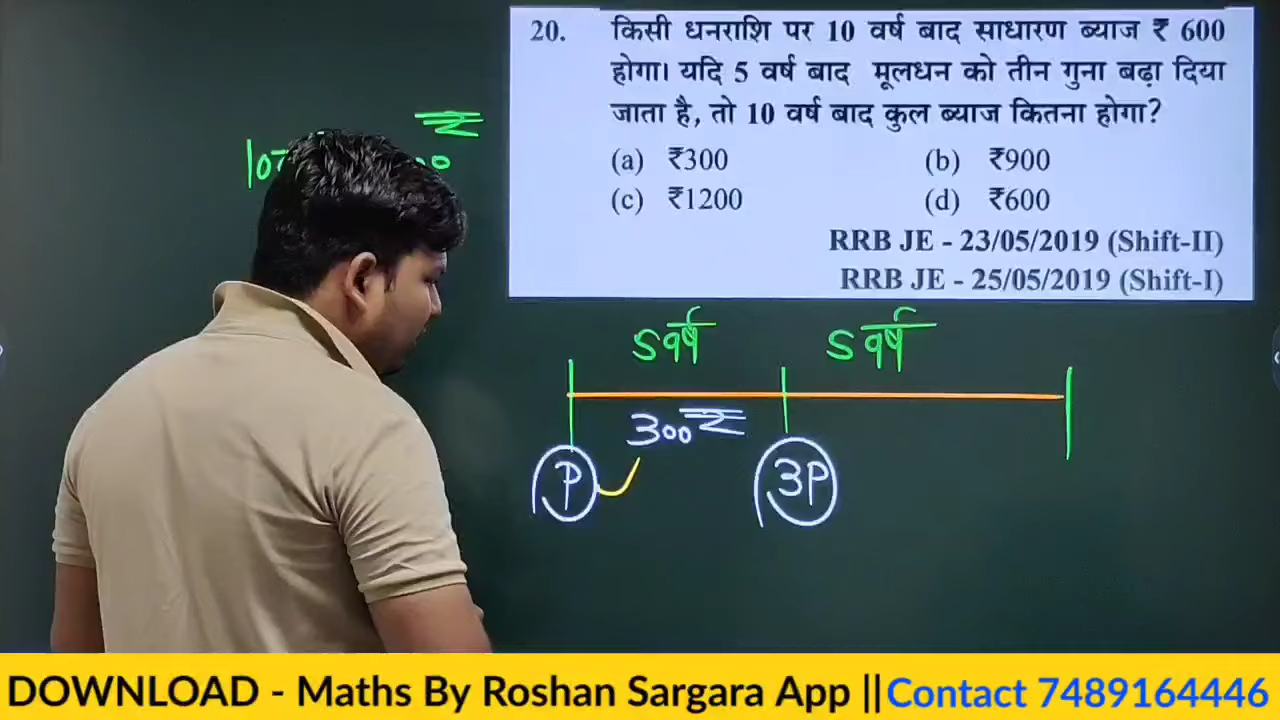 20. किसी धनराशि पर 10 वर्ष बाद साधारण ब्याज ₹ 600
होगा। यदि 5 वर्ष बाद मूलधन को तीन गुना बढ़ा दिया
जाता है, तो 10 वर्ष बाद कुल ब्याज कितना होगा?
(a) ₹300 (b) ₹900
(c) ₹1200 (d) ₹600
RRB JE - 23/05/2019 (Shift-II)
RRB JE - 25/05/2019 (Shift-I)
5 वर्ष 5 वर्ष
300 ₹
P 3P
DOWNLOAD - Maths By Roshan Sargara App || Contact 7489164446